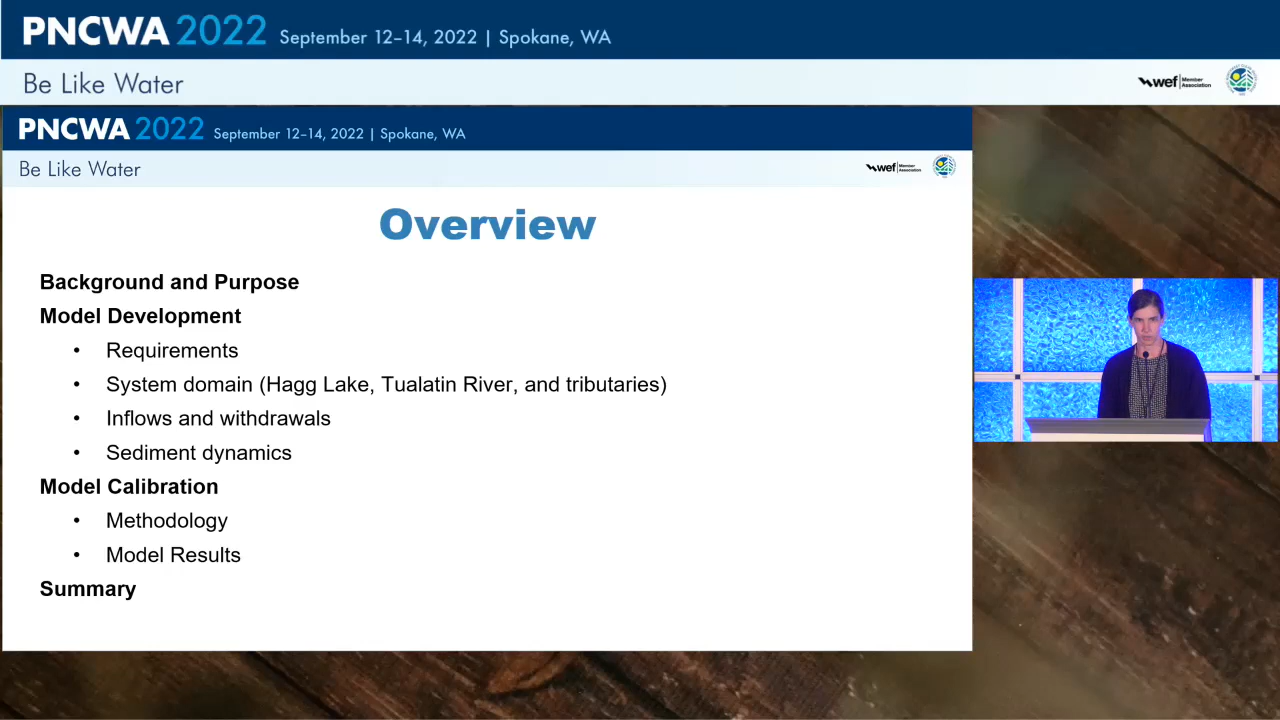 PNCWA 2022 September 12–14, 2022 | Spokane, WA
Be Like Water
wef Member Association
PNCWA 2022 September 12–14, 2022 | Spokane, WA
Be Like Water
wef Member Association
Overview
Background and Purpose
Model Development
• Requirements
• System domain (Hagg Lake, Tualatin River, and tributaries)
• Inflows and withdrawals
• Sediment dynamics
Model Calibration
• Methodology
• Model Results
Summary